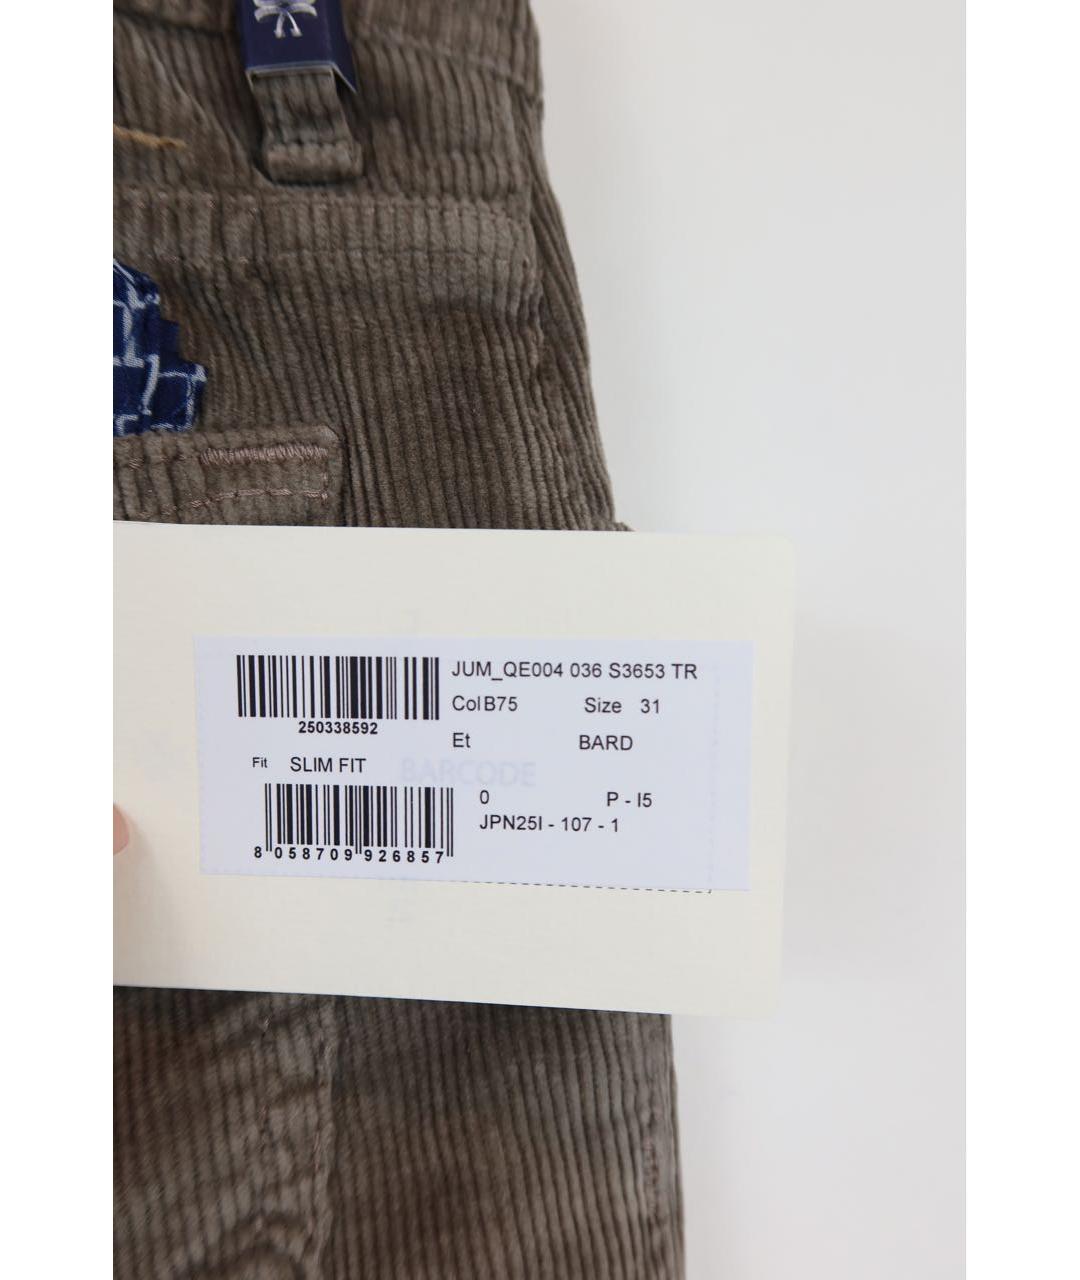 JUM_QE004 036 S3653 TR
250338592
Col B75 Size 31
Et BARD
Fit SLIM FIT
BARCODE
0 P - I5
JPN25I - 107 - 1
8 058709 926857